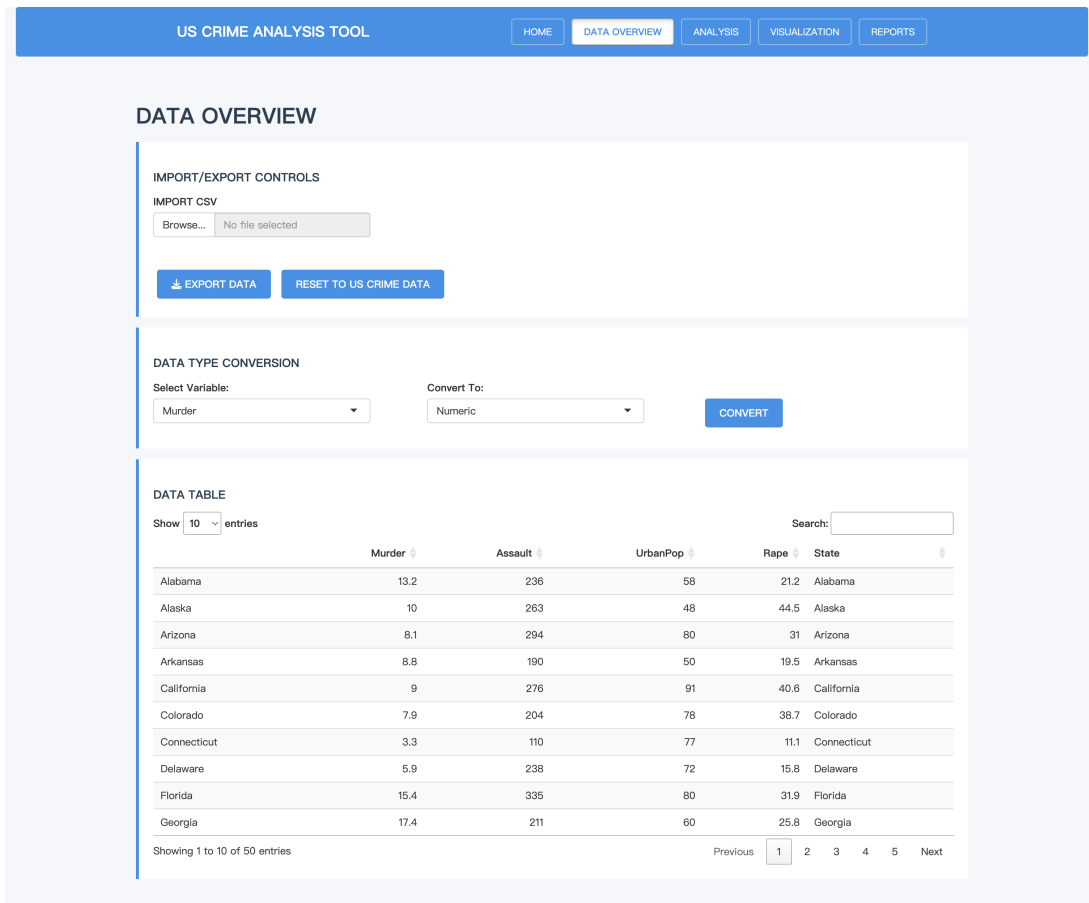 US CRIME ANALYSIS TOOL HOME DATA OVERVIEW ANALYSIS VISUALIZATION REPORTS
DATA OVERVIEW
IMPORT/EXPORT CONTROLS
IMPORT CSV
Browse... No file selected
EXPORT DATA RESET TO US CRIME DATA
DATA TYPE CONVERSION
Select Variable: Convert To:
Murder Numeric CONVERT
DATA TABLE
Show 10 entries Search:
Murder Assault UrbanPop Rape State
Alabama 13.2 236 58 21.2 Alabama
Alaska 10 263 48 44.5 Alaska
Arizona 8.1 294 80 31 Arizona
Arkansas 8.8 190 50 19.5 Arkansas
California 9 276 91 40.6 California
Colorado 7.9 204 78 38.7 Colorado
Connecticut 3.3 110 77 11.1 Connecticut
Delaware 5.9 238 72 15.8 Delaware
Florida 15.4 335 80 31.9 Florida
Georgia 17.4 211 60 25.8 Georgia
Showing 1 to 10 of 50 entries Previous 1 2 3 4 5 Next